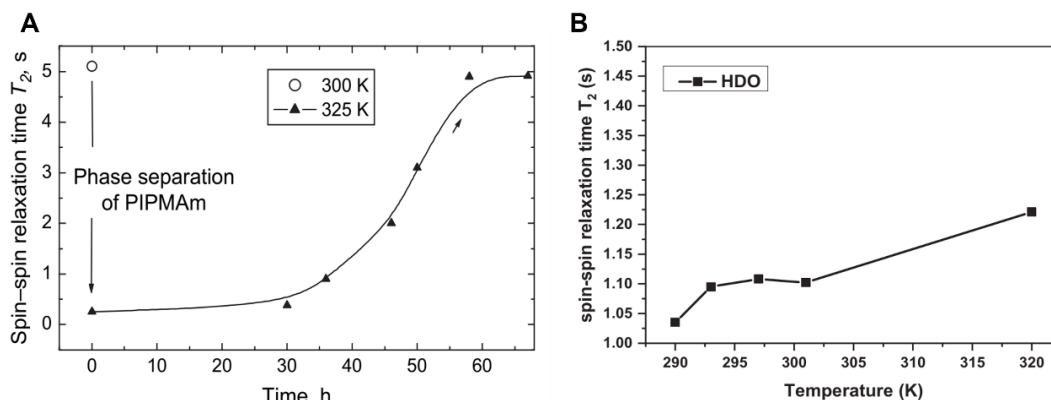 A
Spin–spin relaxation time T2, s
5
4
3
2
1
0
300 K
325 K
Phase separation
of PIPMAm
0
10
20
30
40
50
60
Time, h
B
spin-spin relaxation time T2 (s)
1.50
1.45
1.40
1.35
1.30
1.25
1.20
1.15
1.10
1.05
1.00
HDO
290
295
300
305
310
315
320
Temperature (K)